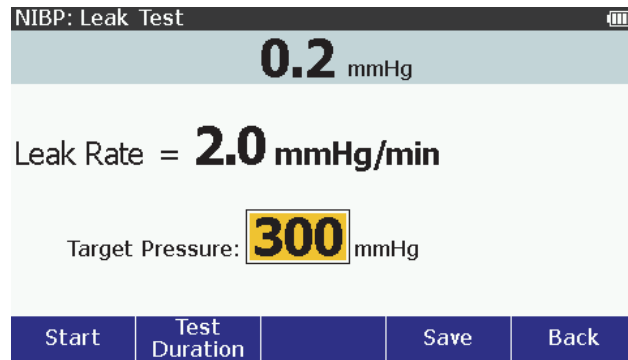 NIBP: Leak Test
0.2 mmHg
Leak Rate = 2.0 mmHg/min
Target Pressure: 300 mmHg
Start
Test
Duration
Save
Back